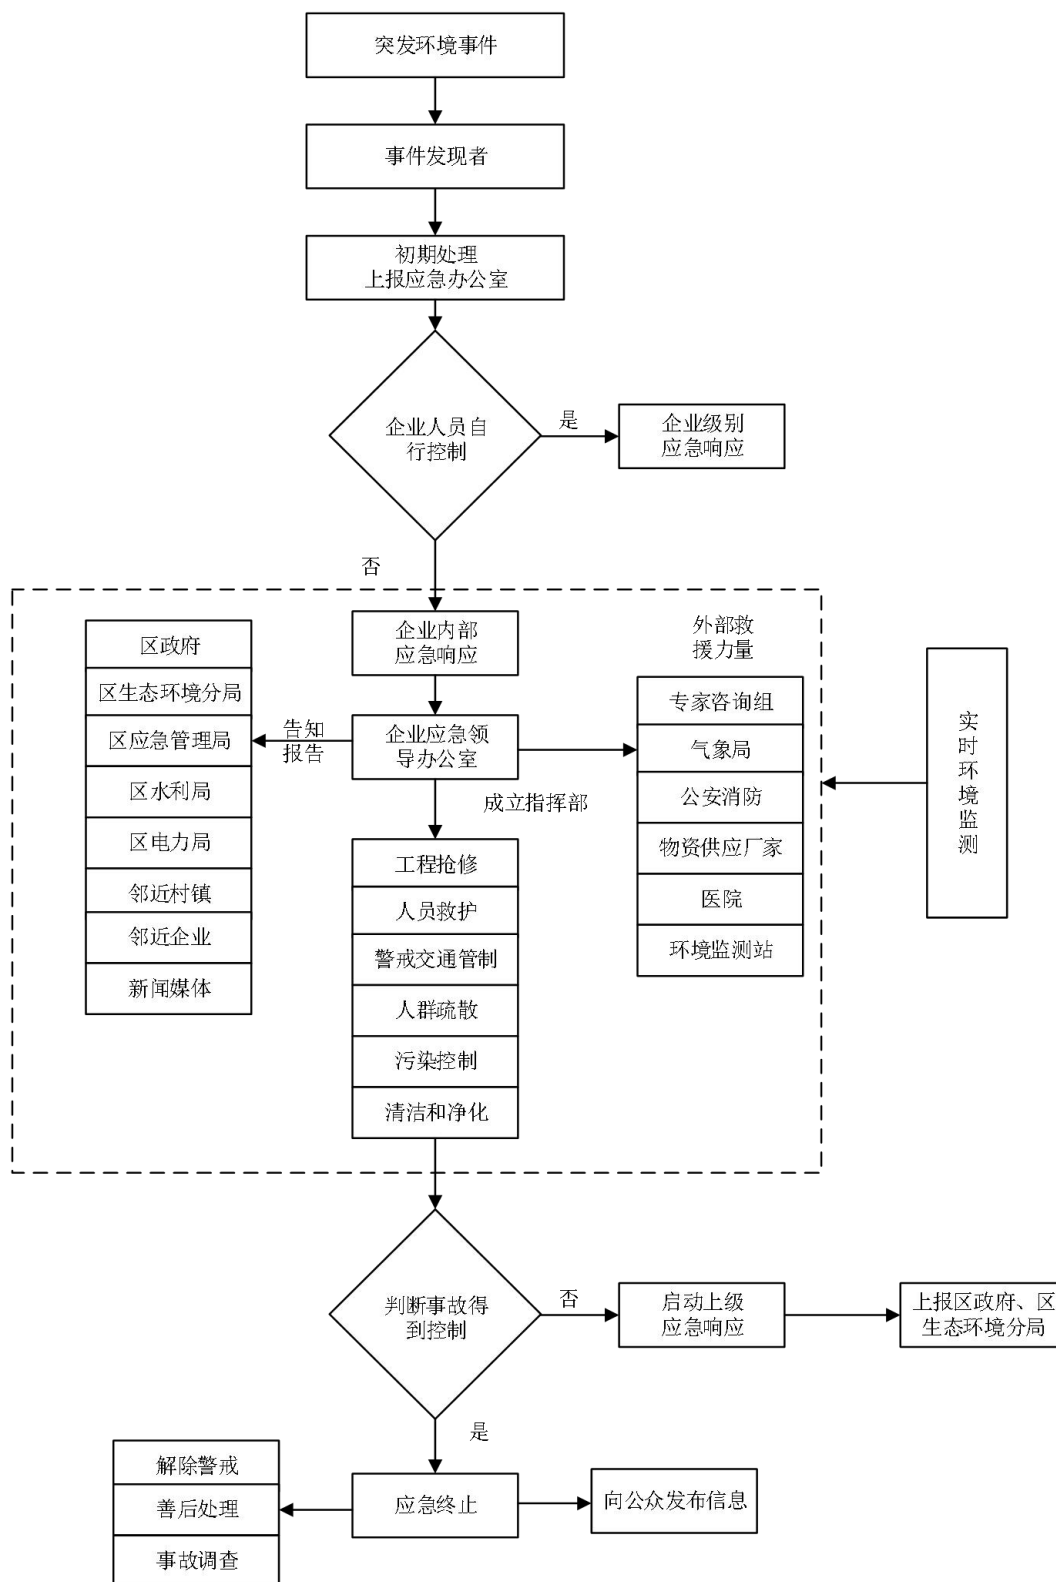 突发环境事件
事件发现者
初期处理
上报应急办公室
企业人员自
行控制
是
企业级别
应急响应
否
企业内部
应急响应
外部救
援力量
区政府
区生态环境分局
区应急管理局
区水利局
区电力局
邻近村镇
邻近企业
新闻媒体
告知
报告
企业应急领
导办公室
成立指挥部
专家咨询组
气象局
公安消防
物资供应厂家
医院
环境监测站
实
时
环
境
监
测
工程抢修
人员救护
警戒交通管制
人群疏散
污染控制
清洁和净化
判断事故得
到控制
否
启动上级
应急响应
上报区政府、区
生态环境分局
是
解除警戒
善后处理
事故调查
应急终止
向公众发布信息